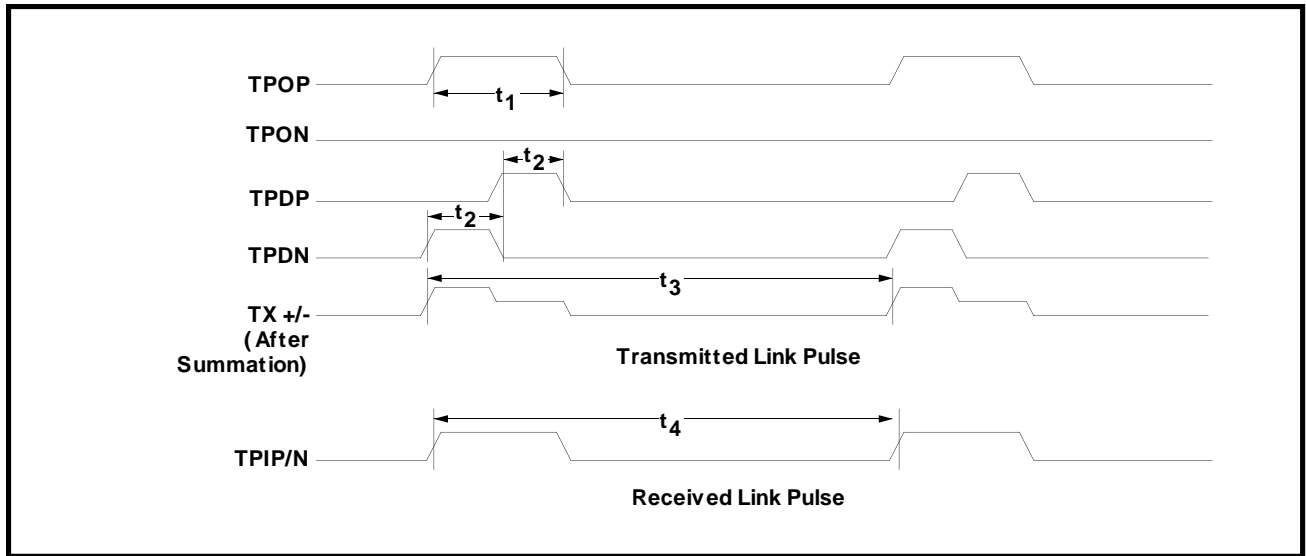 TPOP
t1
TPON
t2
TPDP
t2
TPDN
t3
TX +/-
(After
Summation)
Transmitted Link Pulse
t4
TPIP/N
Received Link Pulse